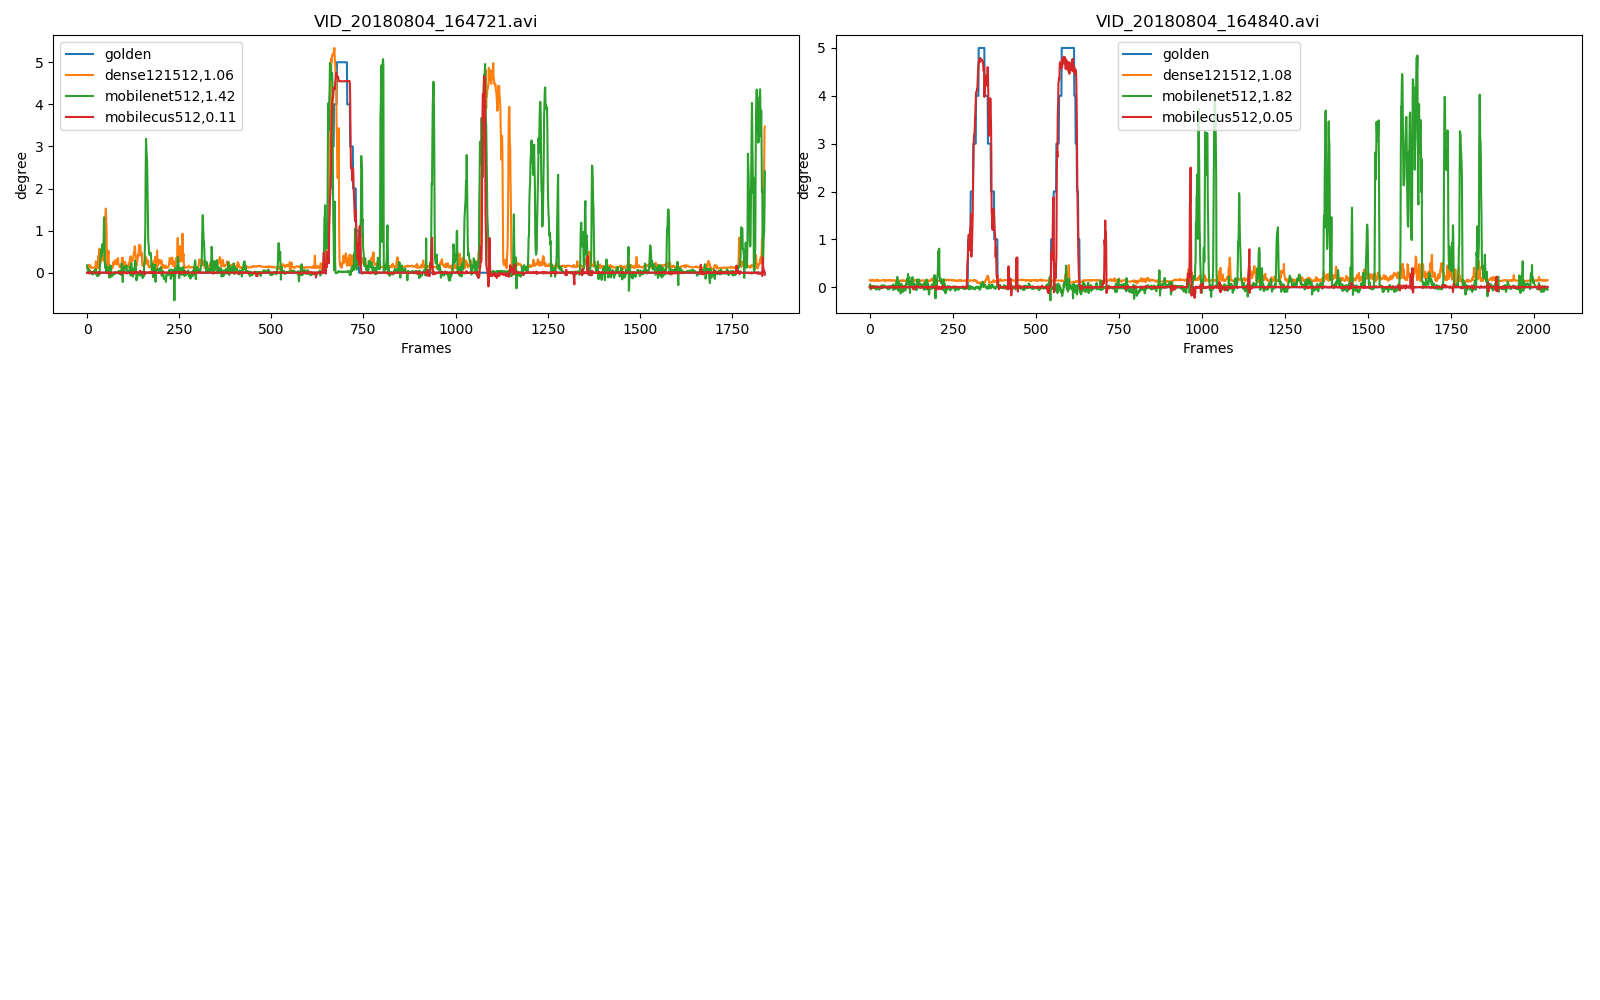 VID_20180804_164721.avi
golden
dense121512,1.06
mobilenet512,1.42
mobilecus512,0.11
degree
5
4
3
2
1
0
0 250 500 750 1000 1250 1500 1750
Frames
VID_20180804_164840.avi
golden
dense121512,1.08
mobilenet512,1.82
mobilecus512,0.05
degree
5
4
3
2
1
0
0 250 500 750 1000 1250 1500 1750 2000
Frames